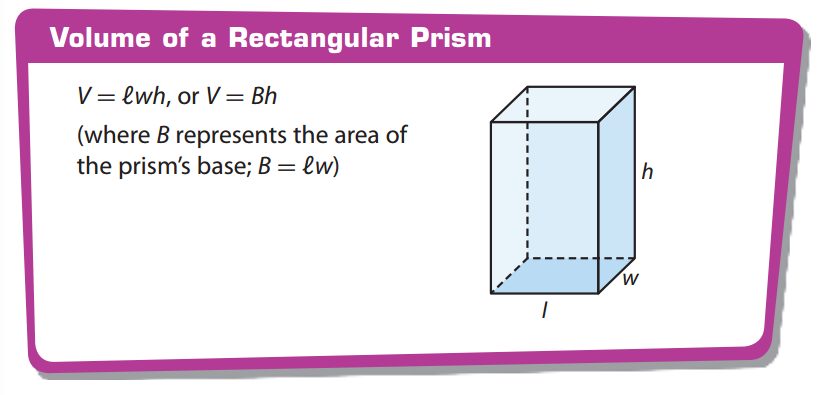 Volume of a Rectangular Prism
V = ℓwh, or V = Bh
(where B represents the area of
the prism's base; B = ℓw)
h
w
l